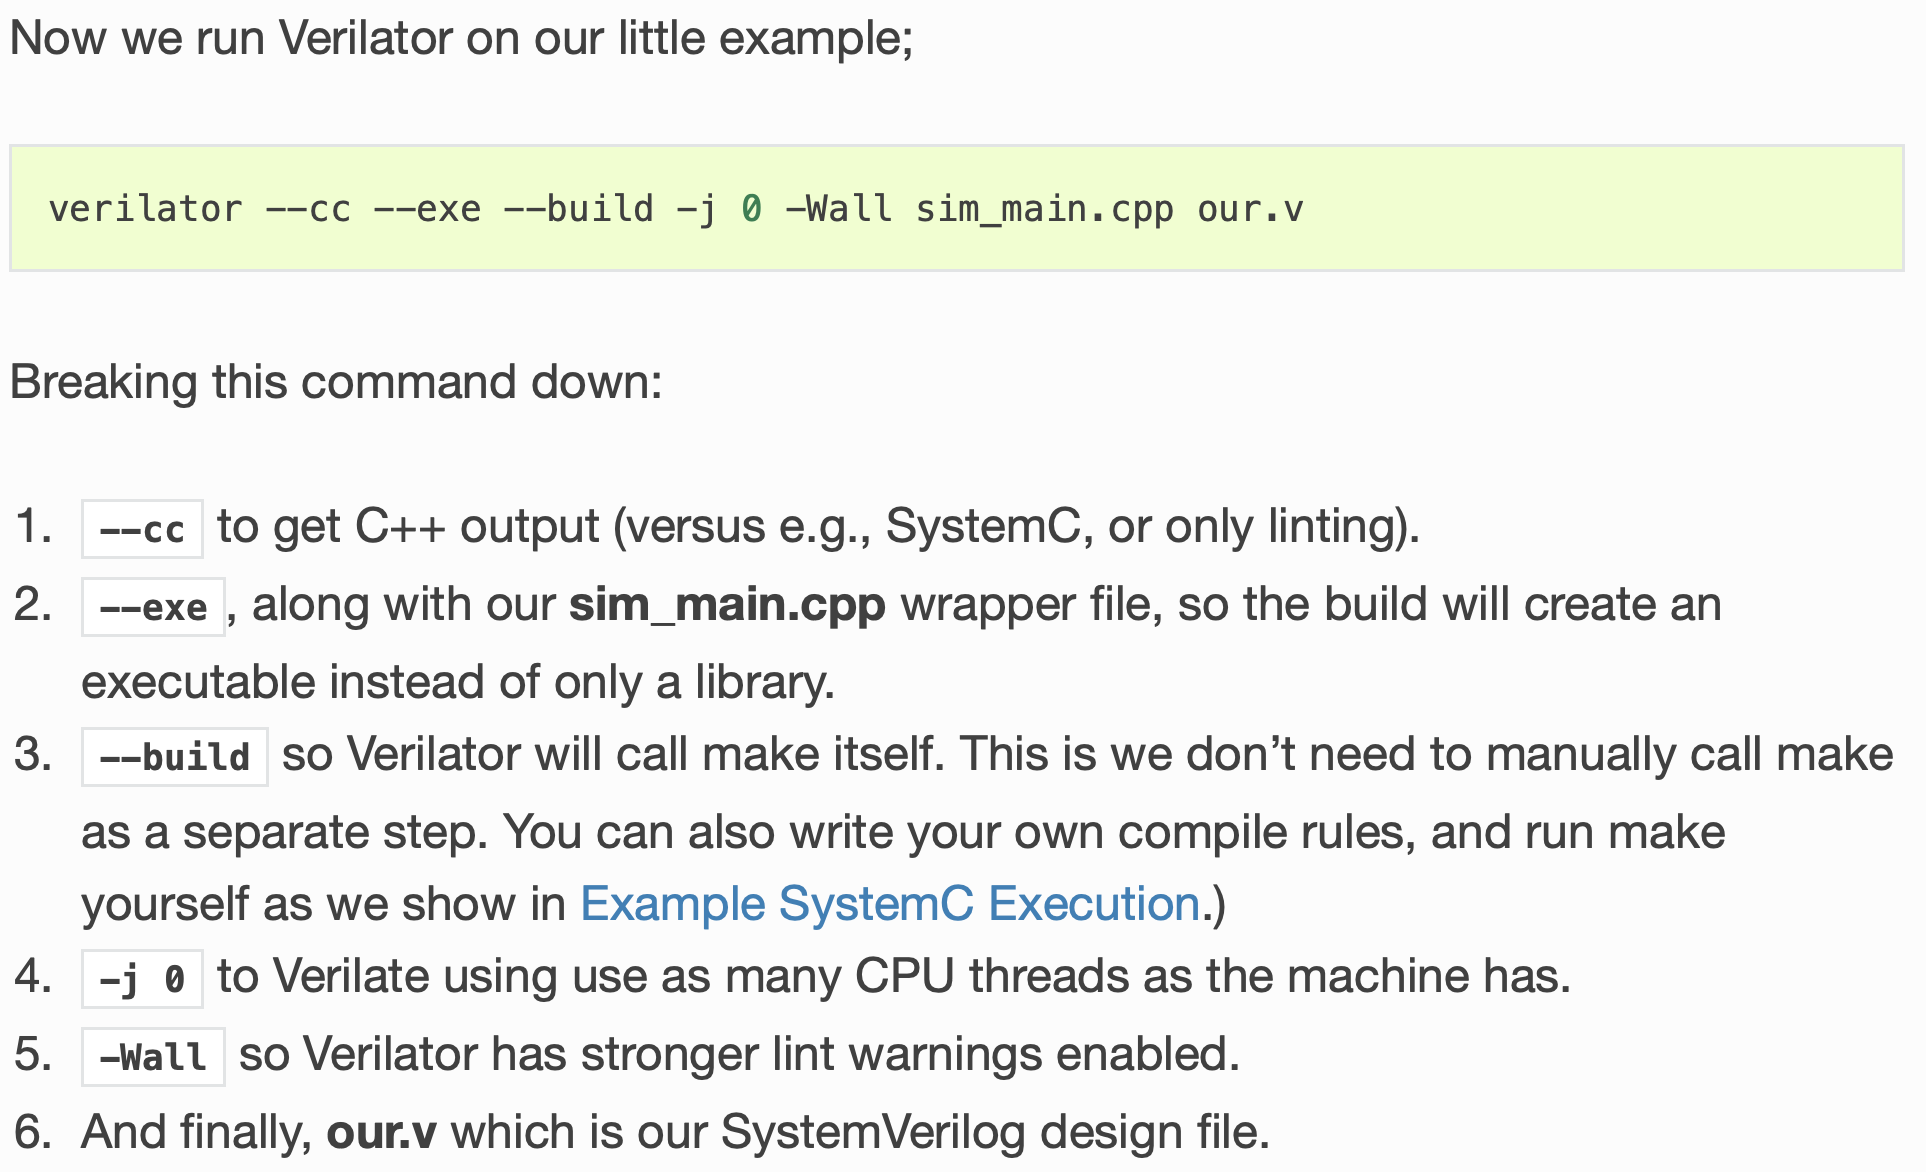 Now we run Verilator on our little example;
verilator --cc --exe --build -j 0 -Wall sim_main.cpp our.v
Breaking this command down:
1. --cc to get C++ output (versus e.g., SystemC, or only linting).
2. --exe, along with our sim_main.cpp wrapper file, so the build will create an
executable instead of only a library.
3. --build so Verilator will call make itself. This is we don’t need to manually call make
as a separate step. You can also write your own compile rules, and run make
yourself as we show in Example SystemC Execution.)
4. -j 0 to Verilate using use as many CPU threads as the machine has.
5. -Wall so Verilator has stronger lint warnings enabled.
6. And finally, our.v which is our SystemVerilog design file.